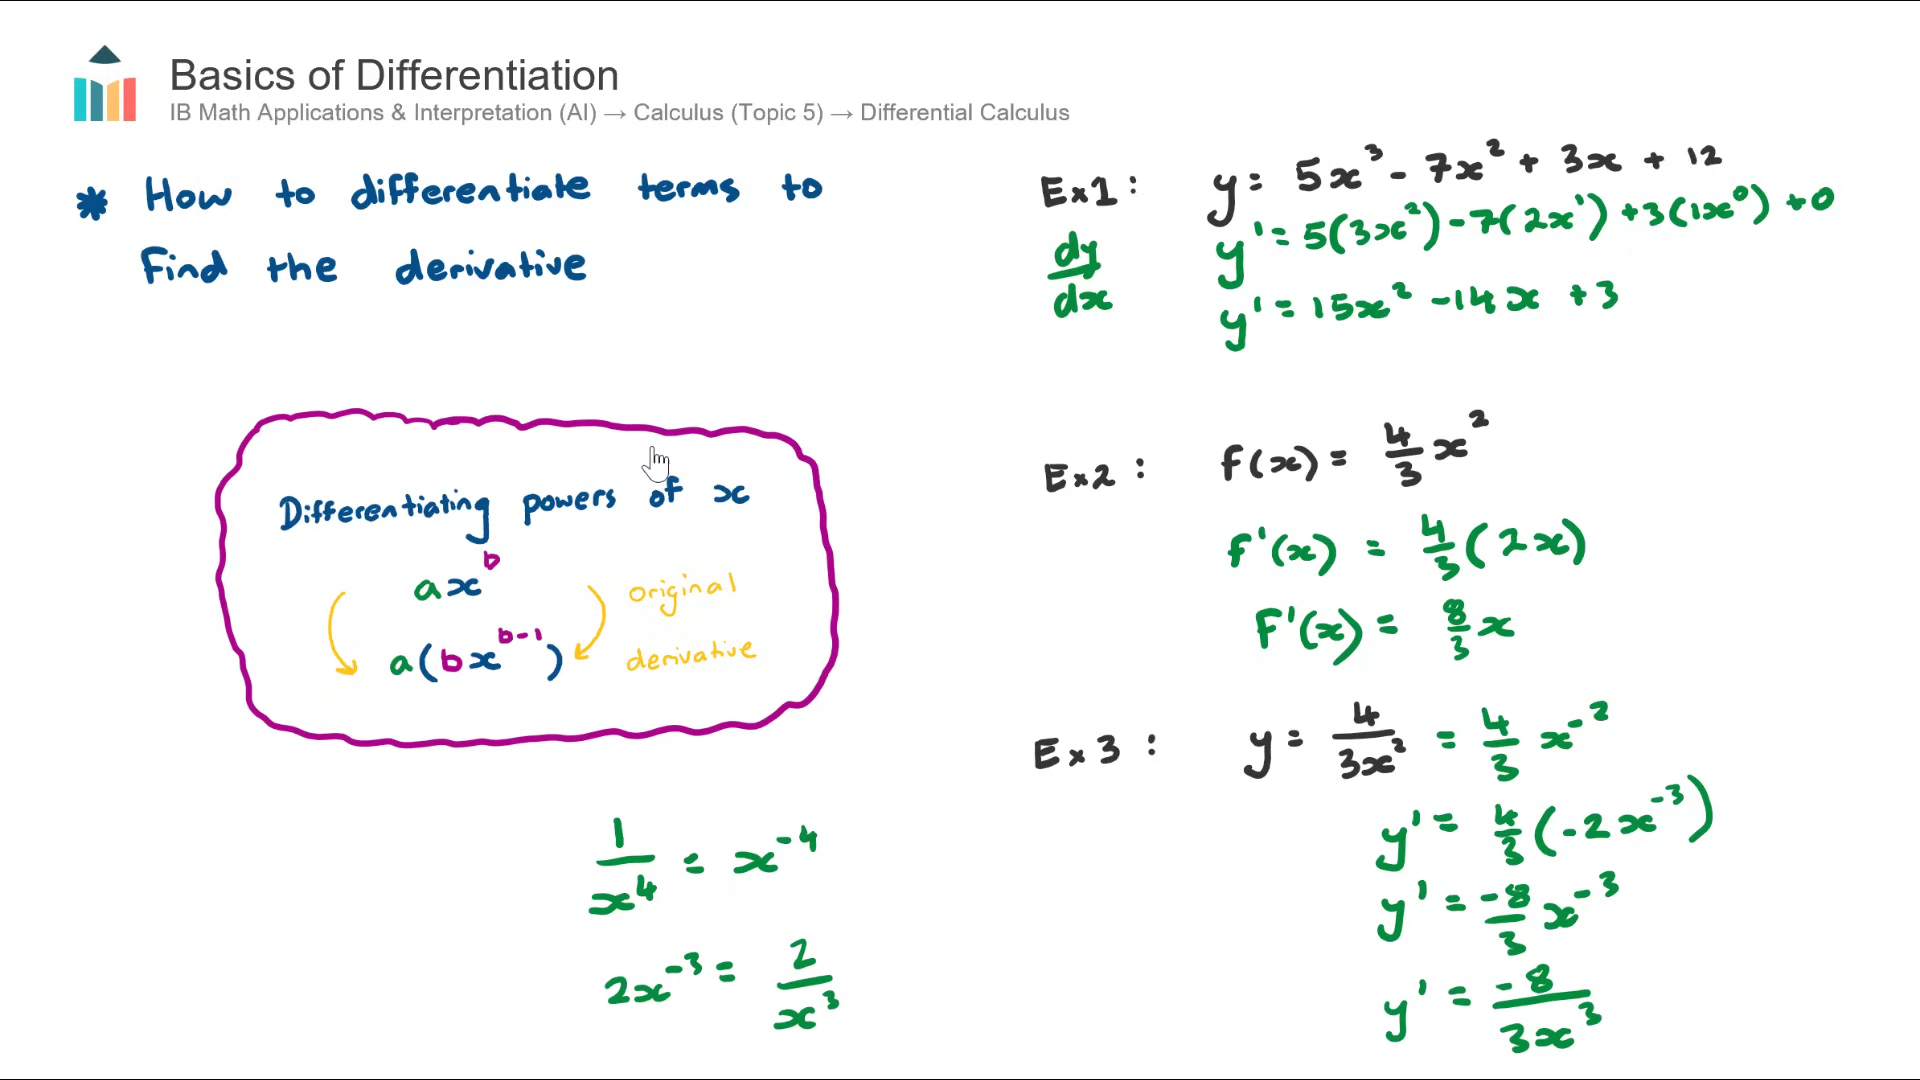 Basics of Differentiation
IB Math Applications & Interpretation (AI) → Calculus (Topic 5) → Differential Calculus
* How to differentiate terms to
find the derivative
Differentiating powers of x
ax^b
original
a(bx^(b-1))
derivative
1/x^4 = x^-4
2x^-3 = 2/x^3
Ex1: y = 5x^3 - 7x^2 + 3x + 12
dy/dx
y' = 5(3x^2) - 7(2x^1) + 3(1x^0) + 0
y' = 15x^2 - 14x + 3
Ex2: f(x) = 4/3 x^2
f'(x) = 4/3 (2x)
f'(x) = 8/3 x
Ex3: y = 4/(3x^2) = 4/3 x^-2
y' = 4/3 (-2x^-3)
y' = -8/3 x^-3
y' = -8/(3x^3)